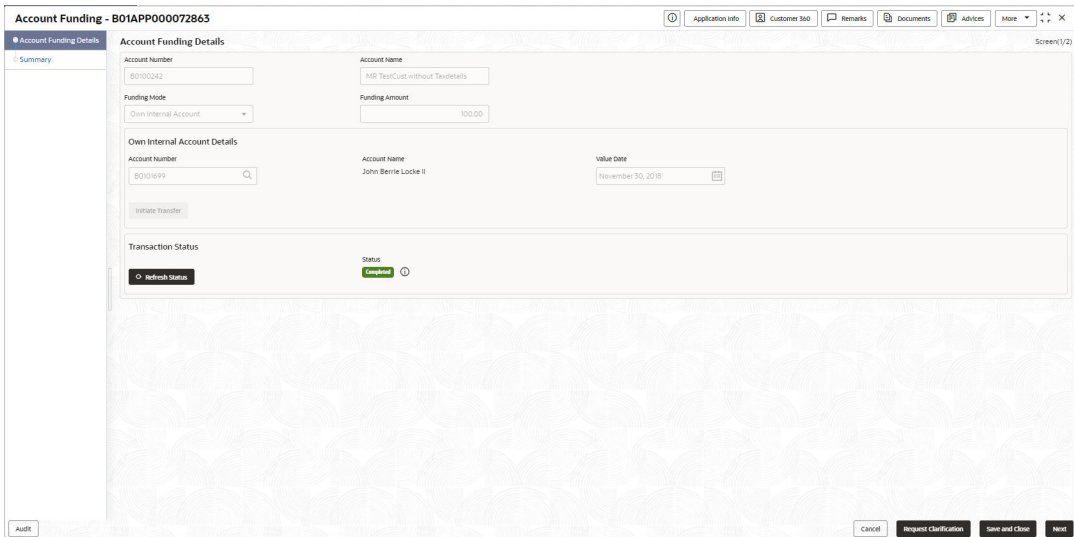 Account Funding - B01APP000072863
Application Info
Customer 360
Remarks
Documents
Advices
More
Account Funding Details
Summary
Account Funding Details
Screen(1/2)
Account Number
Account Name
B0100242
MR TestCust without Taxdetails
Funding Mode
Funding Amount
Own Internal Account
100.00
Own Internal Account Details
Account Number
Account Name
Value Date
B0101699
John Berrie Locke II
November 30, 2018
Initiate Transfer
Transaction Status
Status
Refresh Status
Completed
Audit
Cancel
Request Clarification
Save and Close
Next